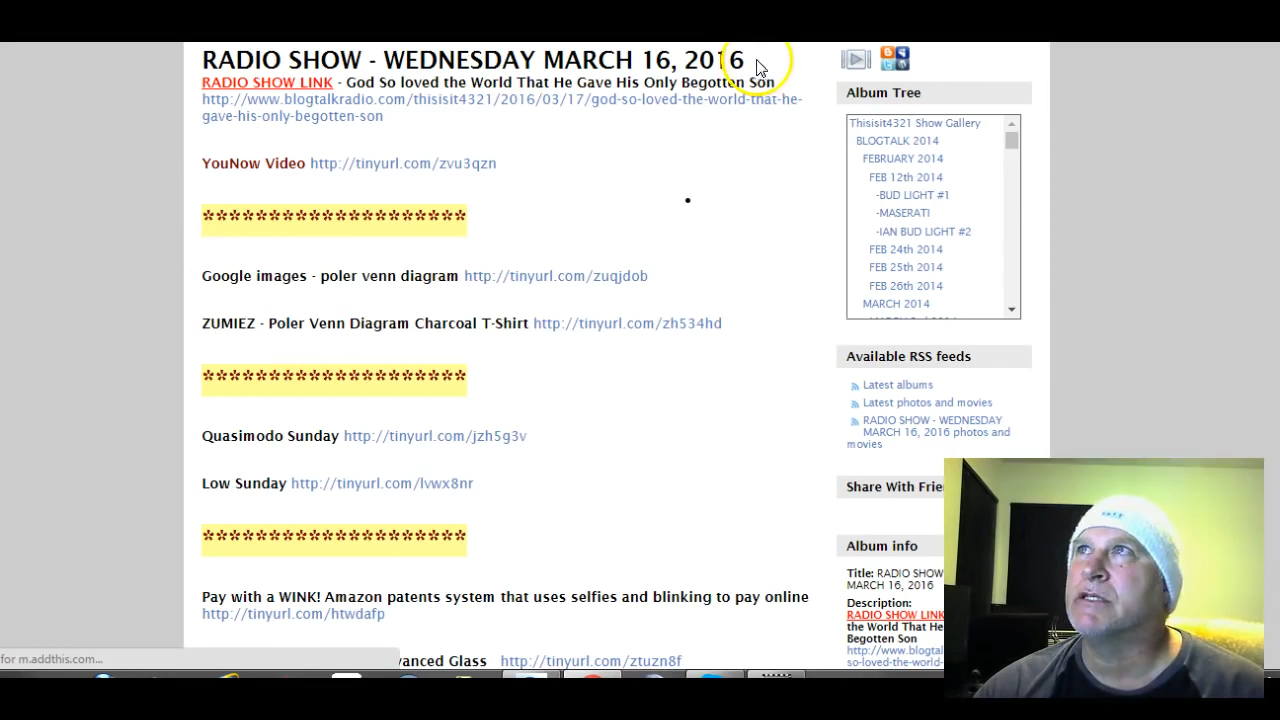 RADIO SHOW - WEDNESDAY MARCH 16, 2016
RADIO SHOW LINK - God So loved the World That He Gave His Only Begotten Son
http://www.blogtalkradio.com/thisisit4321/2016/03/17/god-so-loved-the-world-that-he-
gave-his-only-begotten-son
YouNow Video http://tinyurl.com/zvu3qzn
********************
Google images - poler venn diagram http://tinyurl.com/zuqjdob
ZUMIEZ - Poler Venn Diagram Charcoal T-Shirt http://tinyurl.com/zh534hd
********************
Quasimodo Sunday http://tinyurl.com/jzh5g3v
Low Sunday http://tinyurl.com/lvwx8nr
********************
Pay with a WINK! Amazon patents system that uses selfies and blinking to pay online
http://tinyurl.com/htwdafp
vanced Glass http://tinyurl.com/ztuzn8f
for m.addthis.com...
Album Tree
Thisisit4321 Show Gallery
BLOGTALK 2014
FEBRUARY 2014
FEB 12th 2014
-BUD LIGHT #1
-MASERATI
-IAN BUD LIGHT #2
FEB 24th 2014
FEB 25th 2014
FEB 26th 2014
MARCH 2014
Available RSS feeds
Latest albums
Latest photos and movies
RADIO SHOW - WEDNESDAY
MARCH 16, 2016 photos and
movies
Share With Frie
Album info
Title: RADIO SHOW
MARCH 16, 2016
Description:
RADIO SHOW LINK
the World That He
Begotten Son
http://www.blogta
so-loved-the-world-